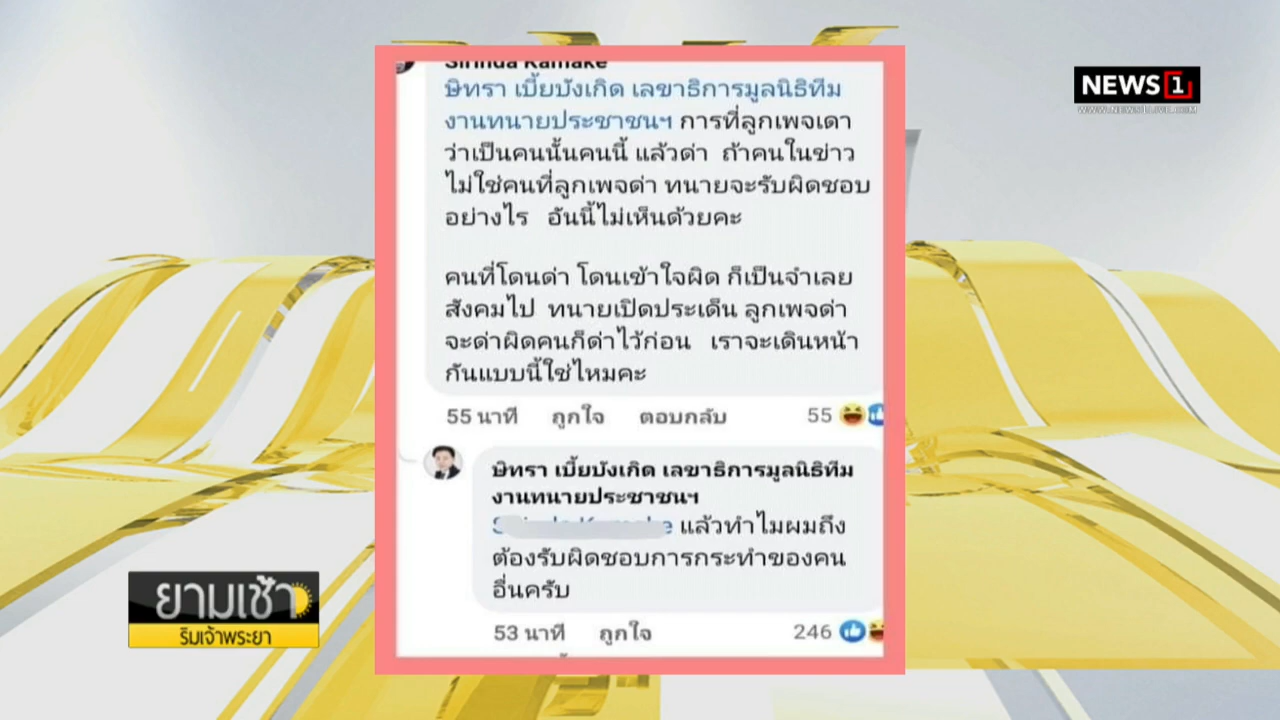 Sirinda Kamake
NEWS 1
WWW.NEWS1LIVE.COM
ษิทรา เบี้ยบังเกิด เลขาธิการมูลนิธิทีม
งานทนายประชาชนฯ การที่ลูกเพจเดา
ว่าเป็นคนนั้นคนนี้ แล้วด่า ถ้าคนในข่าว
ไม่ใช่คนที่ลูกเพจด่า ทนายจะรับผิดชอบ
อย่างไร อันนี้ไม่เห็นด้วยคะ
คนที่โดนด่า โดนเข้าใจผิด ก็เป็นจำเลย
สังคมไป ทนายเปิดประเด็น ลูกเพจด่า
จะด่าผิดคนก็ด่าไว้ก่อน เราจะเดินหน้า
กันแบบนี้ใช่ไหมคะ
55 นาที ถูกใจ ตอบกลับ 55
ษิทรา เบี้ยบังเกิด เลขาธิการมูลนิธิทีม
งานทนายประชาชนฯ
แล้วทำไมผมถึง
ต้องรับผิดชอบการกระทำของคน
อื่นครับ
53 นาที ถูกใจ 246
ยามเช้า
ริมเจ้าพระยา